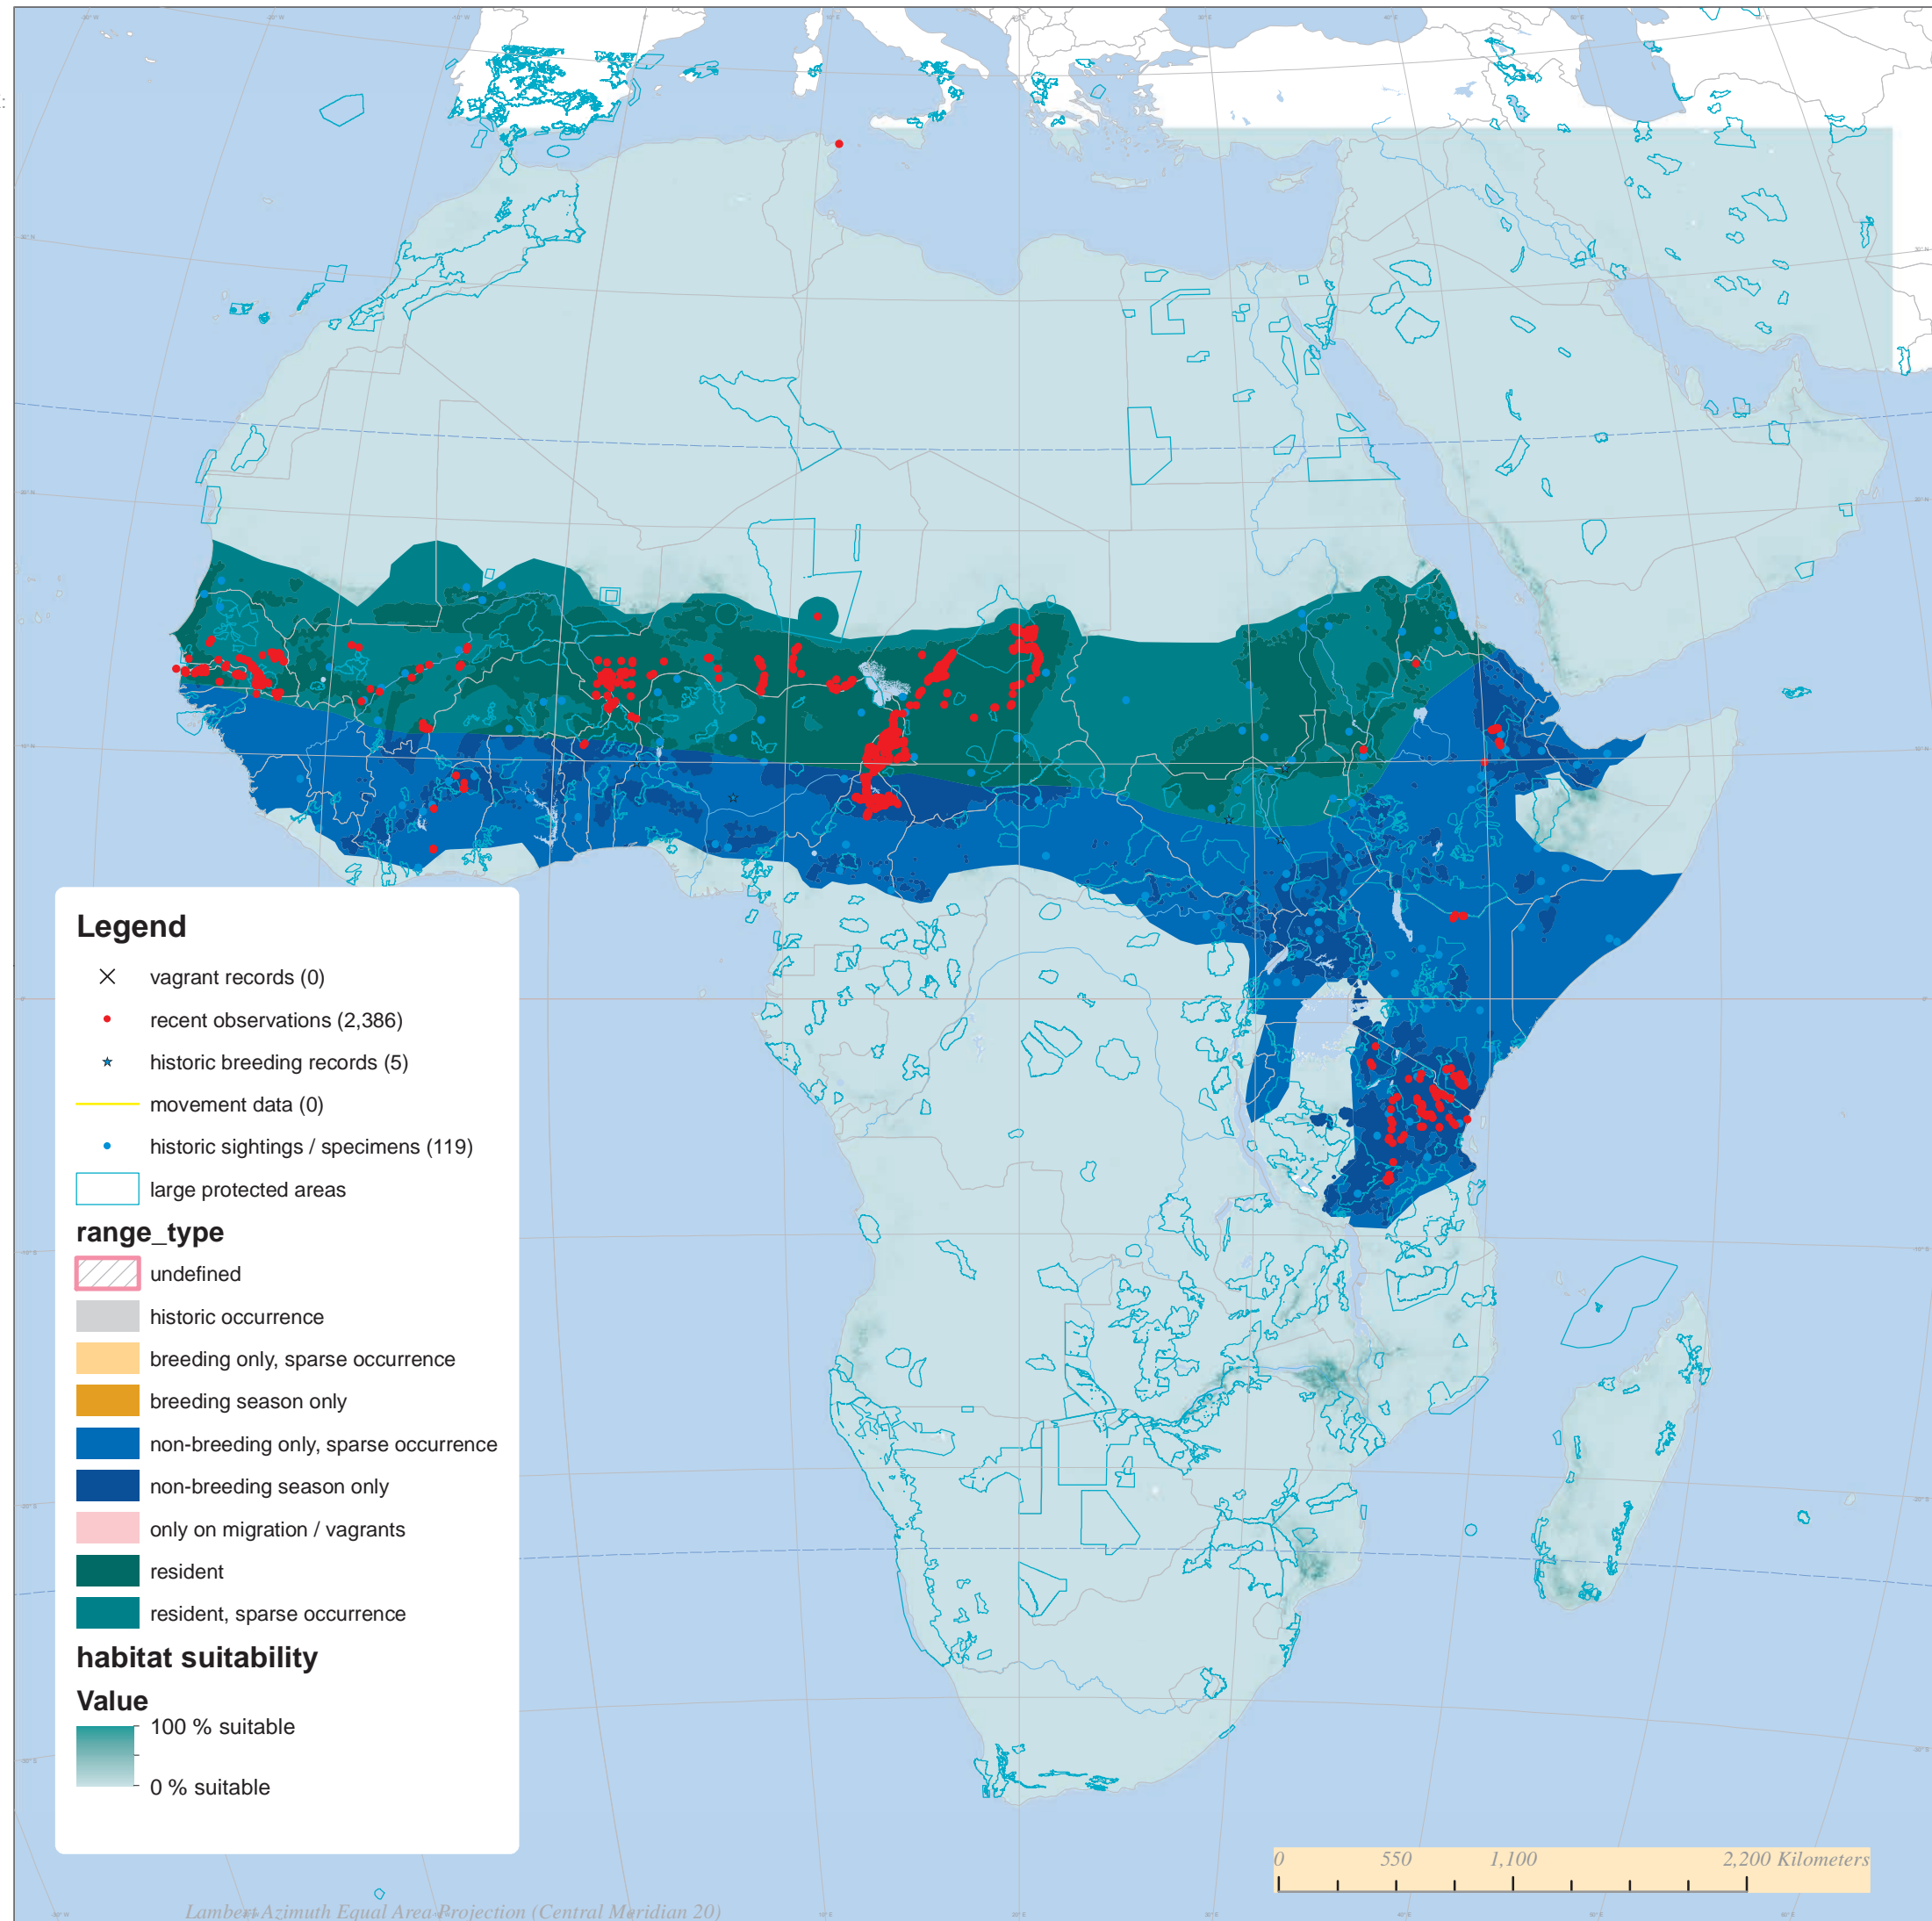 Legend
vagrant records (0)
recent observations (2,386)
historic breeding records (5)
movement data (0)
historic sightings / specimens (119)
large protected areas
range_type
undefined
historic occurrence
breeding only, sparse occurrence
breeding season only
non-breeding only, sparse occurrence
non-breeding season only
only on migration / vagrants
resident
resident, sparse occurrence
habitat suitability
Value
100 % suitable
0 % suitable
0 550 1,100 2,200 Kilometers
Lambert Azimuth Equal Area Projection (Central Meridian 20)